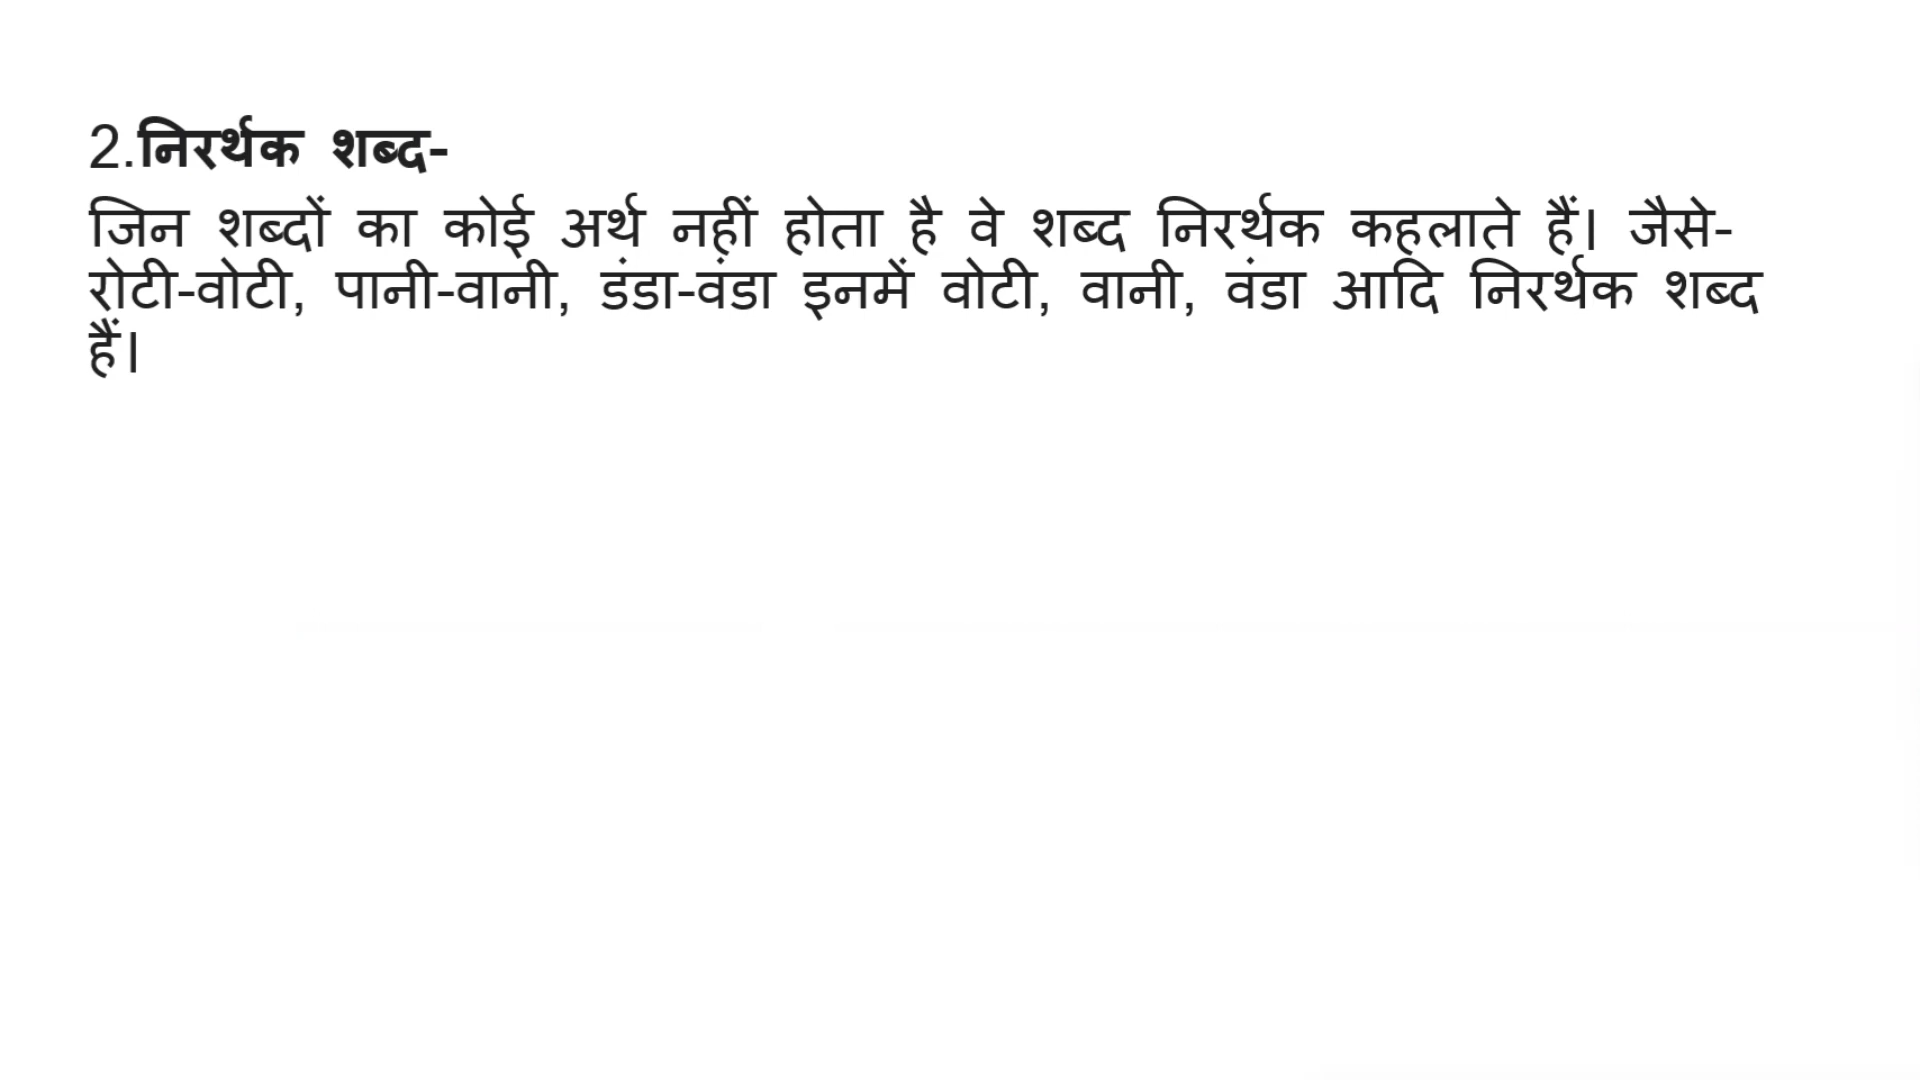 2.निरर्थक शब्द-
जिन शब्दों का कोई अर्थ नहीं होता है वे शब्द निरर्थक कहलाते हैं। जैसे-
रोटी-वोटी, पानी-वानी, डंडा-वंडा इनमें वोटी, वानी, वंडा आदि निरर्थक शब्द
हैं।